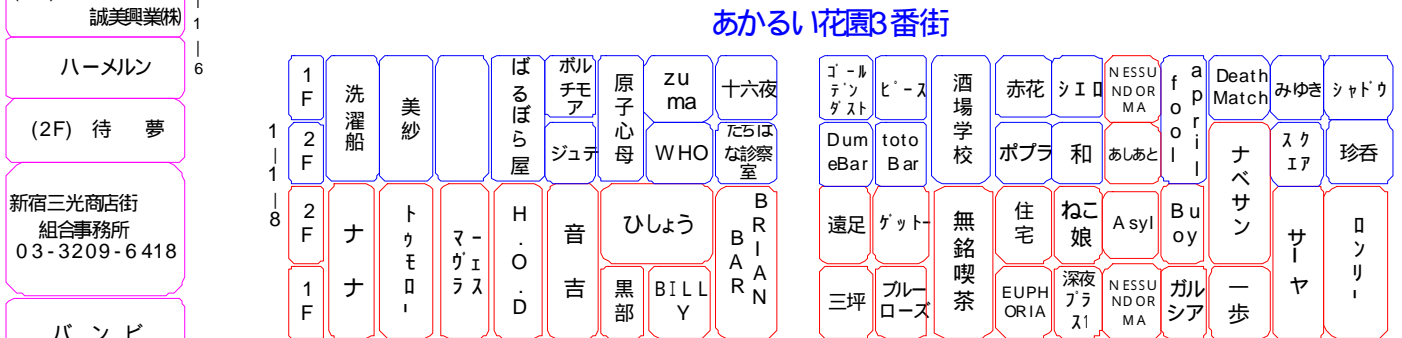 誠美興業㈱
1
|
6
ハーメルン
(2F) 待 夢
新宿三光商店街
組合事務所
03-3209-6418
バンビ
あかるい花園3番街
1
|
1
|
8
1F
洗濯船
美紗
ばるぼら屋
ボルチモア
原子心母
zuma
十六夜
2F
ジュテ
WHO
たちばな診察室
2F
ナナ
トゥモロー
マーヴェラス
H.O.D
音吉
ひしょう
BAR BRIAN
1F
黒部
BILLY
ゴールデンダスト
ピース
酒場学校
赤花
シエロ
NESSUNDORMA
april fool
Death Match
みゆき
シャドウ
DumeBar
toto Bar
ポプラ
和
あしあと
ナベサン
スクエア
珍呑
遠足
ゲットー
無銘喫茶
住宅
ねこ娘
Asyl
Buoy
サーヤ
ロンリー
三坪
ブルーローズ
EUPHORIA
深夜プラス1
NESSUNDORMA
ガルシア
一歩